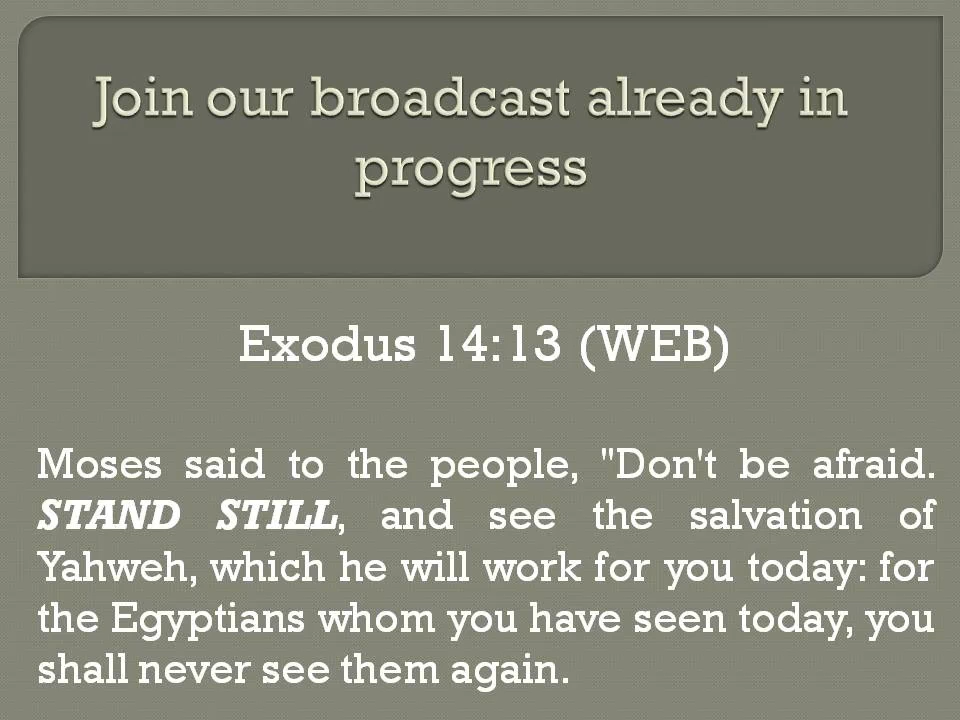 Join our broadcast already in
progress
Exodus 14:13 (WEB)
Moses said to the people, "Don't be afraid.
STAND STILL, and see the salvation of
Yahweh, which he will work for you today: for
the Egyptians whom you have seen today, you
shall never see them again.